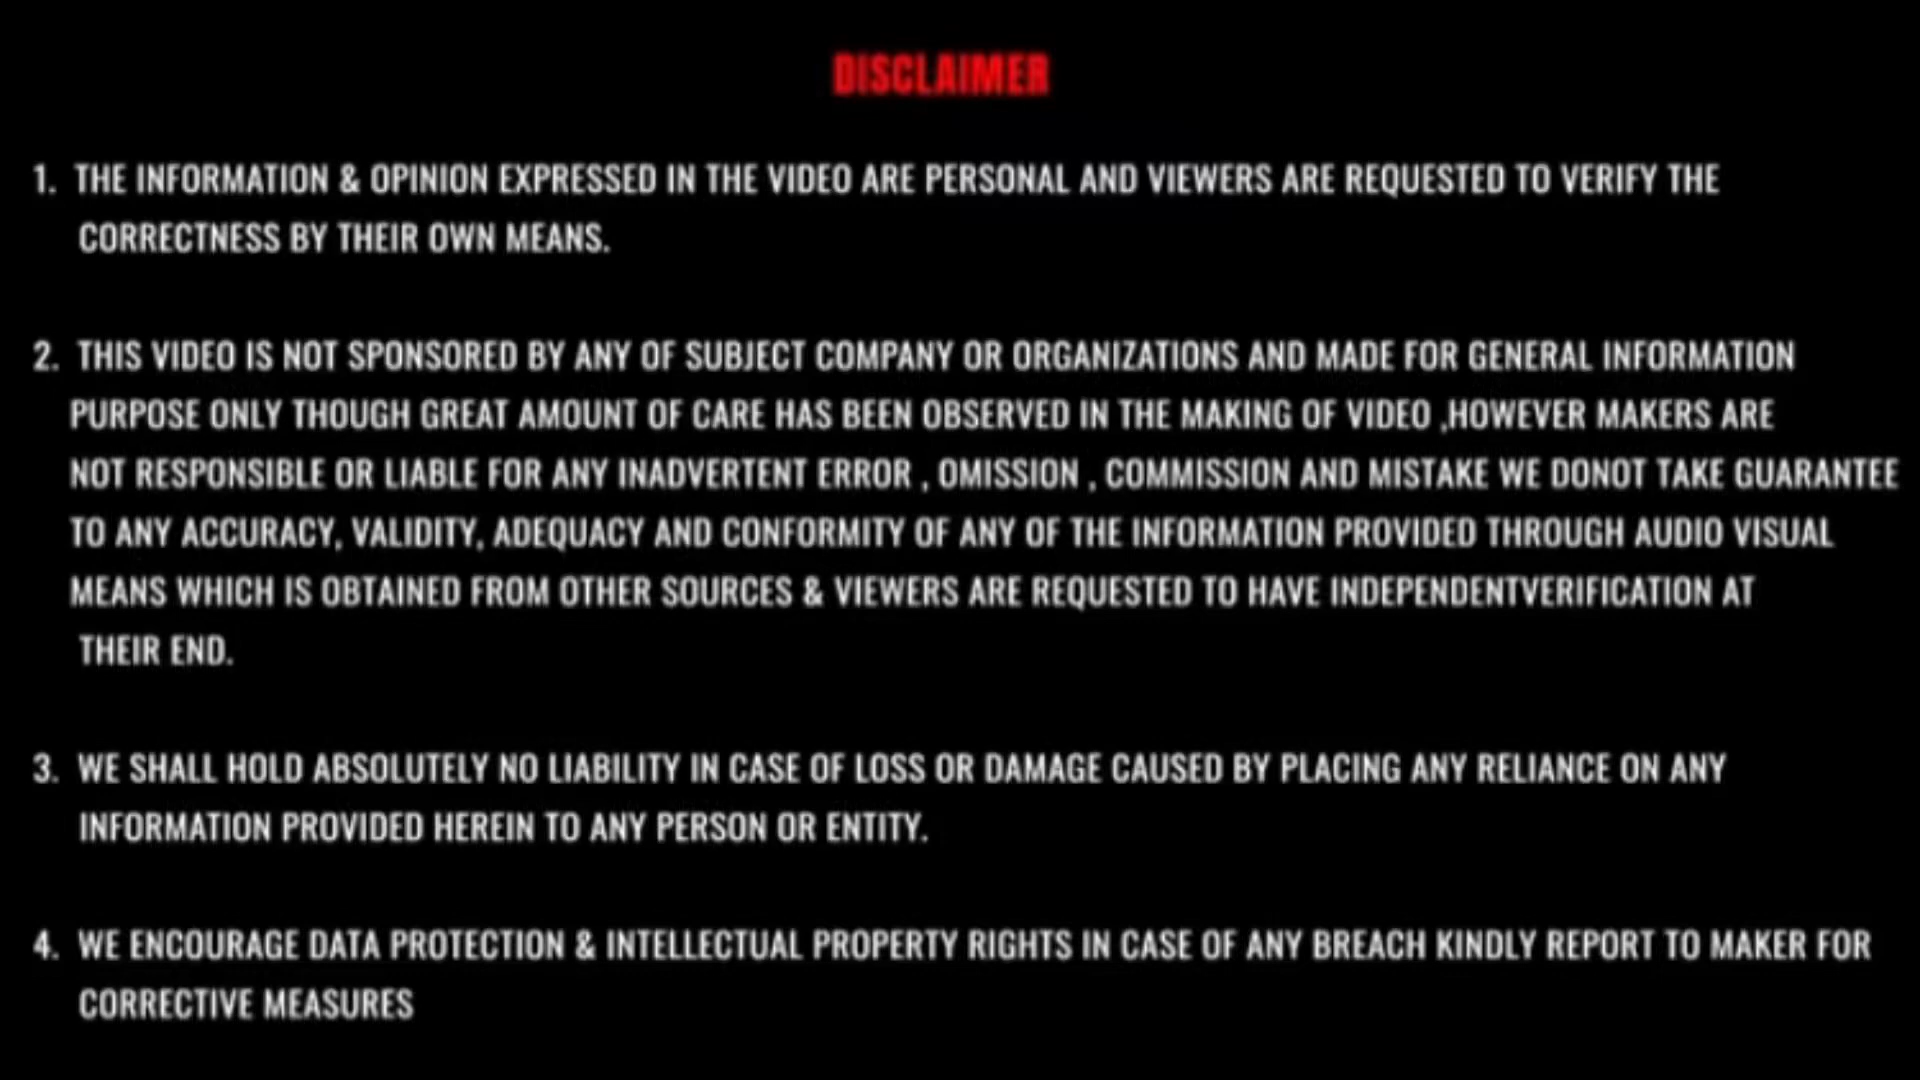 DISCLAIMER
1. THE INFORMATION & OPINION EXPRESSED IN THE VIDEO ARE PERSONAL AND VIEWERS ARE REQUESTED TO VERIFY THE
CORRECTNESS BY THEIR OWN MEANS.
2. THIS VIDEO IS NOT SPONSORED BY ANY OF SUBJECT COMPANY OR ORGANIZATIONS AND MADE FOR GENERAL INFORMATION
PURPOSE ONLY THOUGH GREAT AMOUNT OF CARE HAS BEEN OBSERVED IN THE MAKING OF VIDEO ,HOWEVER MAKERS ARE
NOT RESPONSIBLE OR LIABLE FOR ANY INADVERTENT ERROR , OMISSION , COMMISSION AND MISTAKE WE DONOT TAKE GUARANTEE
TO ANY ACCURACY, VALIDITY, ADEQUACY AND CONFORMITY OF ANY OF THE INFORMATION PROVIDED THROUGH AUDIO VISUAL
MEANS WHICH IS OBTAINED FROM OTHER SOURCES & VIEWERS ARE REQUESTED TO HAVE INDEPENDENTVERIFICATION AT
THEIR END.
3. WE SHALL HOLD ABSOLUTELY NO LIABILITY IN CASE OF LOSS OR DAMAGE CAUSED BY PLACING ANY RELIANCE ON ANY
INFORMATION PROVIDED HEREIN TO ANY PERSON OR ENTITY.
4. WE ENCOURAGE DATA PROTECTION & INTELLECTUAL PROPERTY RIGHTS IN CASE OF ANY BREACH KINDLY REPORT TO MAKER FOR
CORRECTIVE MEASURES